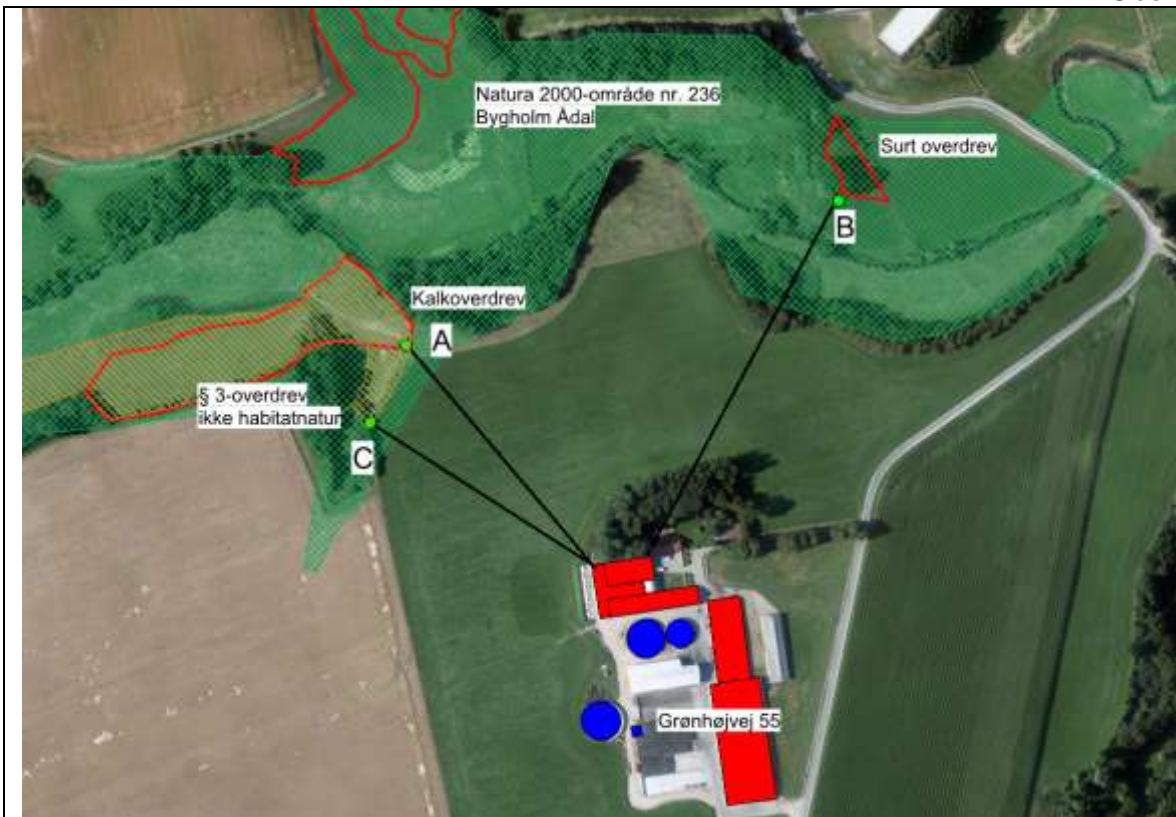 Natura 2000-område nr. 236
Bygholm Ådal
Surt overdrev
B
Kalkoverdrev
A
§ 3-overdrev
ikke habitatnatur
C
Grønhøjvej 55